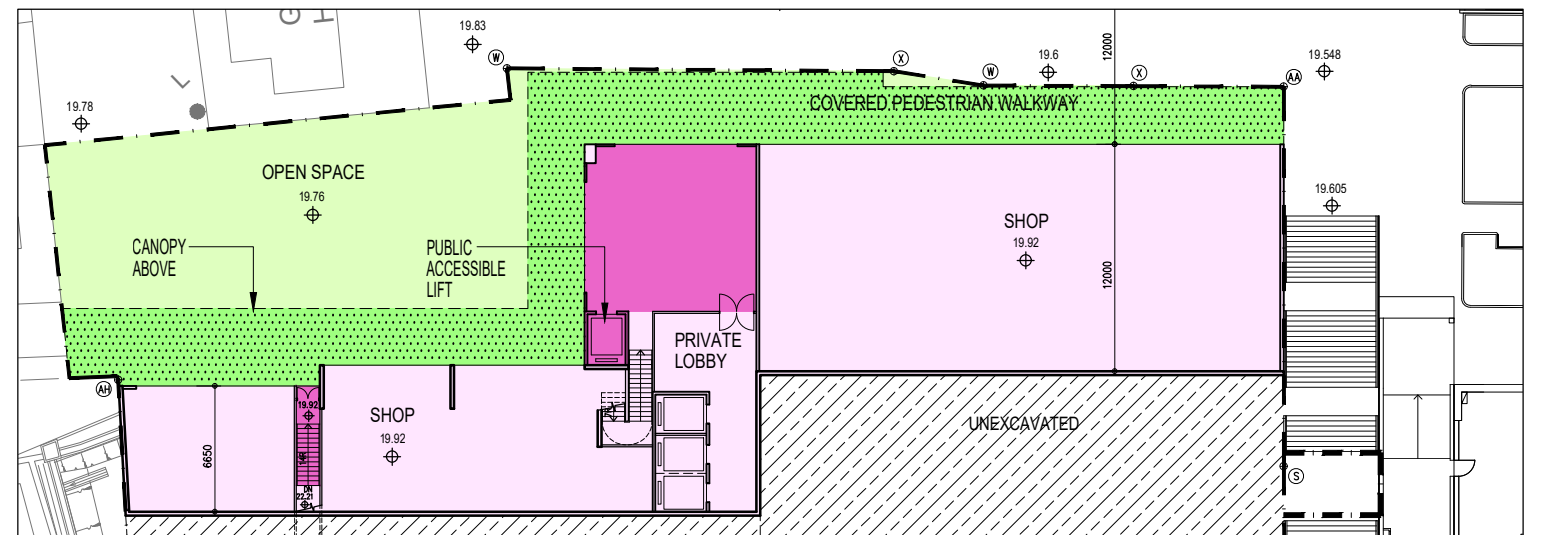 G
H
L
19.83
19.78
W
X
19.6
W
12000
X
19.548
AA
COVERED PEDESTRIAN WALKWAY
OPEN SPACE
19.76
19.605
SHOP
19.92
CANOPY
ABOVE
PUBLIC
ACCESSIBLE
LIFT
12000
PRIVATE
LOBBY
AH
19.92
SHOP
19.92
6650
14R
DN
22.21
UNEXCAVATED
S